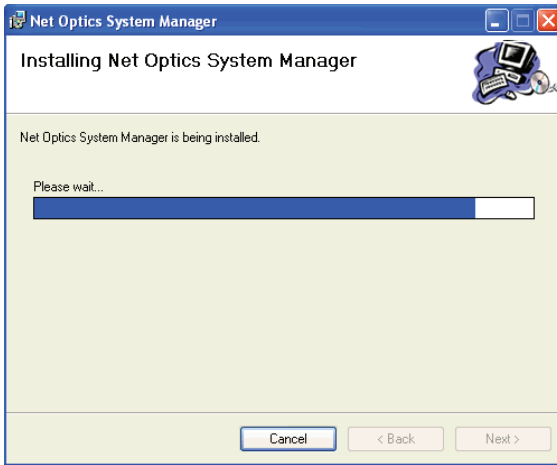 Net Optics System Manager
Installing Net Optics System Manager
Net Optics System Manager is being installed.
Please wait...
Cancel
< Back
Next >